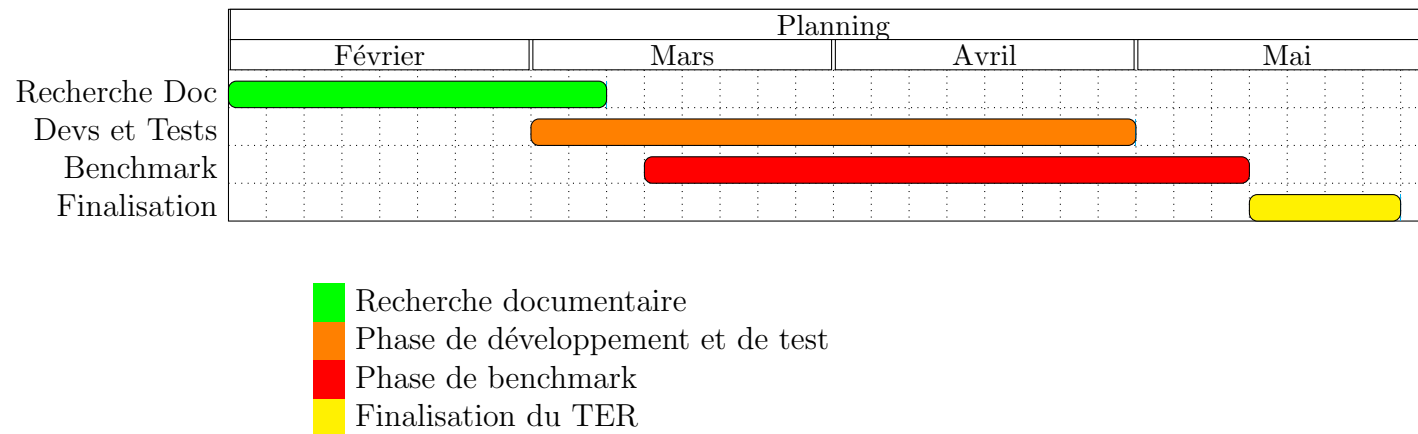 Planning
Février Mars Avril Mai
Recherche Doc
Devs et Tests
Benchmark
Finalisation
Recherche documentaire
Phase de développement et de test
Phase de benchmark
Finalisation du TER